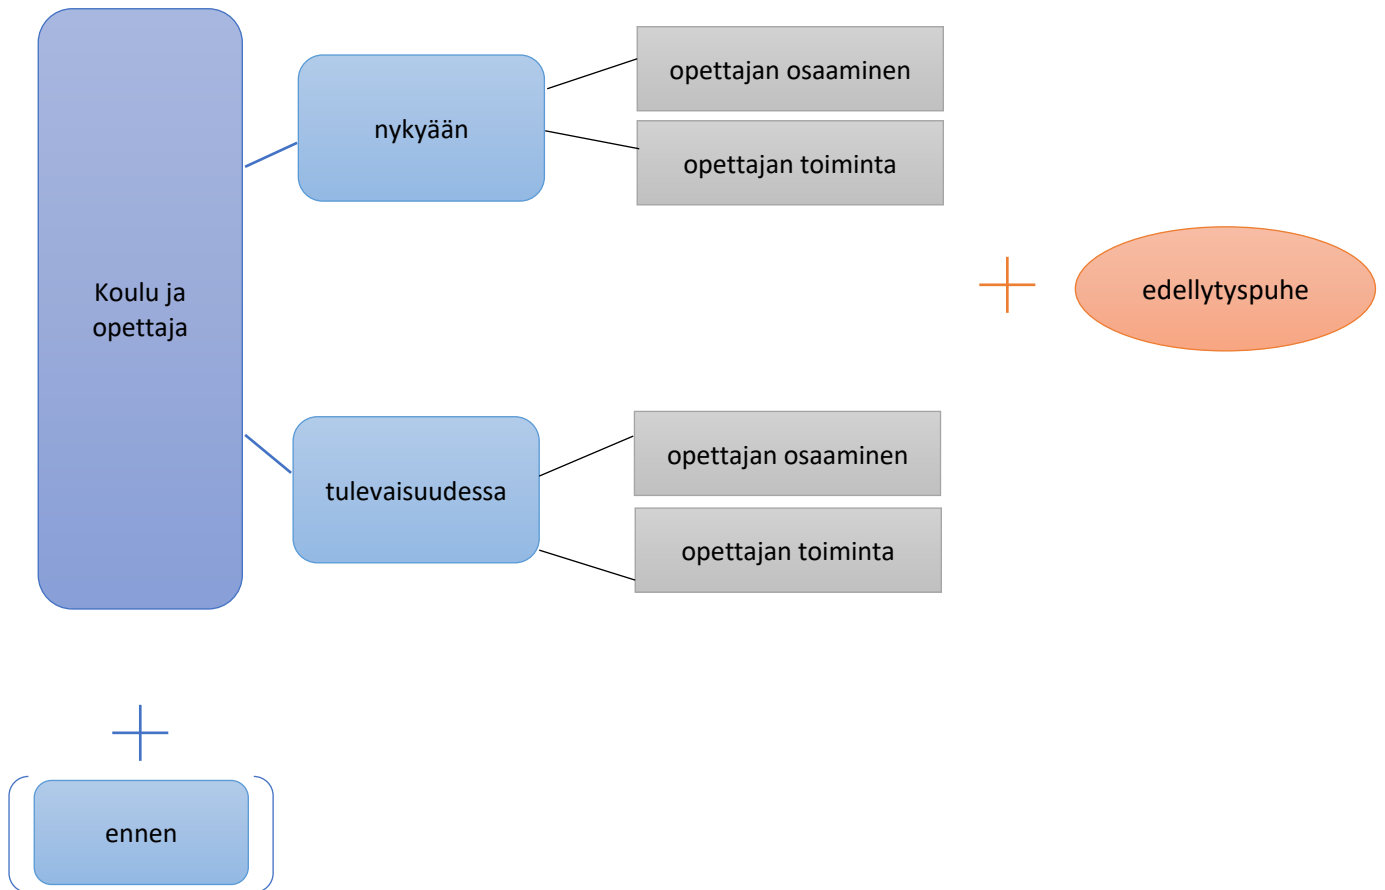 Koulu ja
opettaja
nykyään
opettajan osaaminen
opettajan toiminta
tulevaisuudessa
opettajan osaaminen
opettajan toiminta
edellytyspuhe
ennen